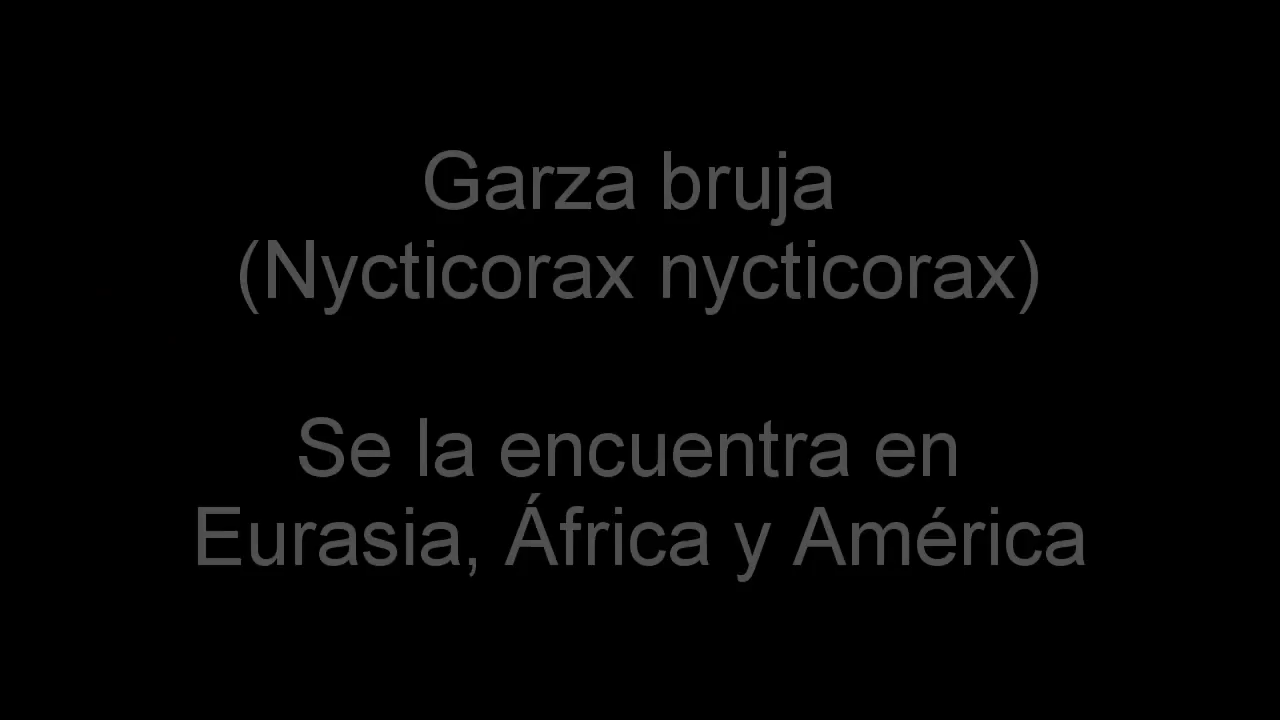 Garza bruja
(Nycticorax nycticorax)
Se la encuentra en
Eurasia, África y América